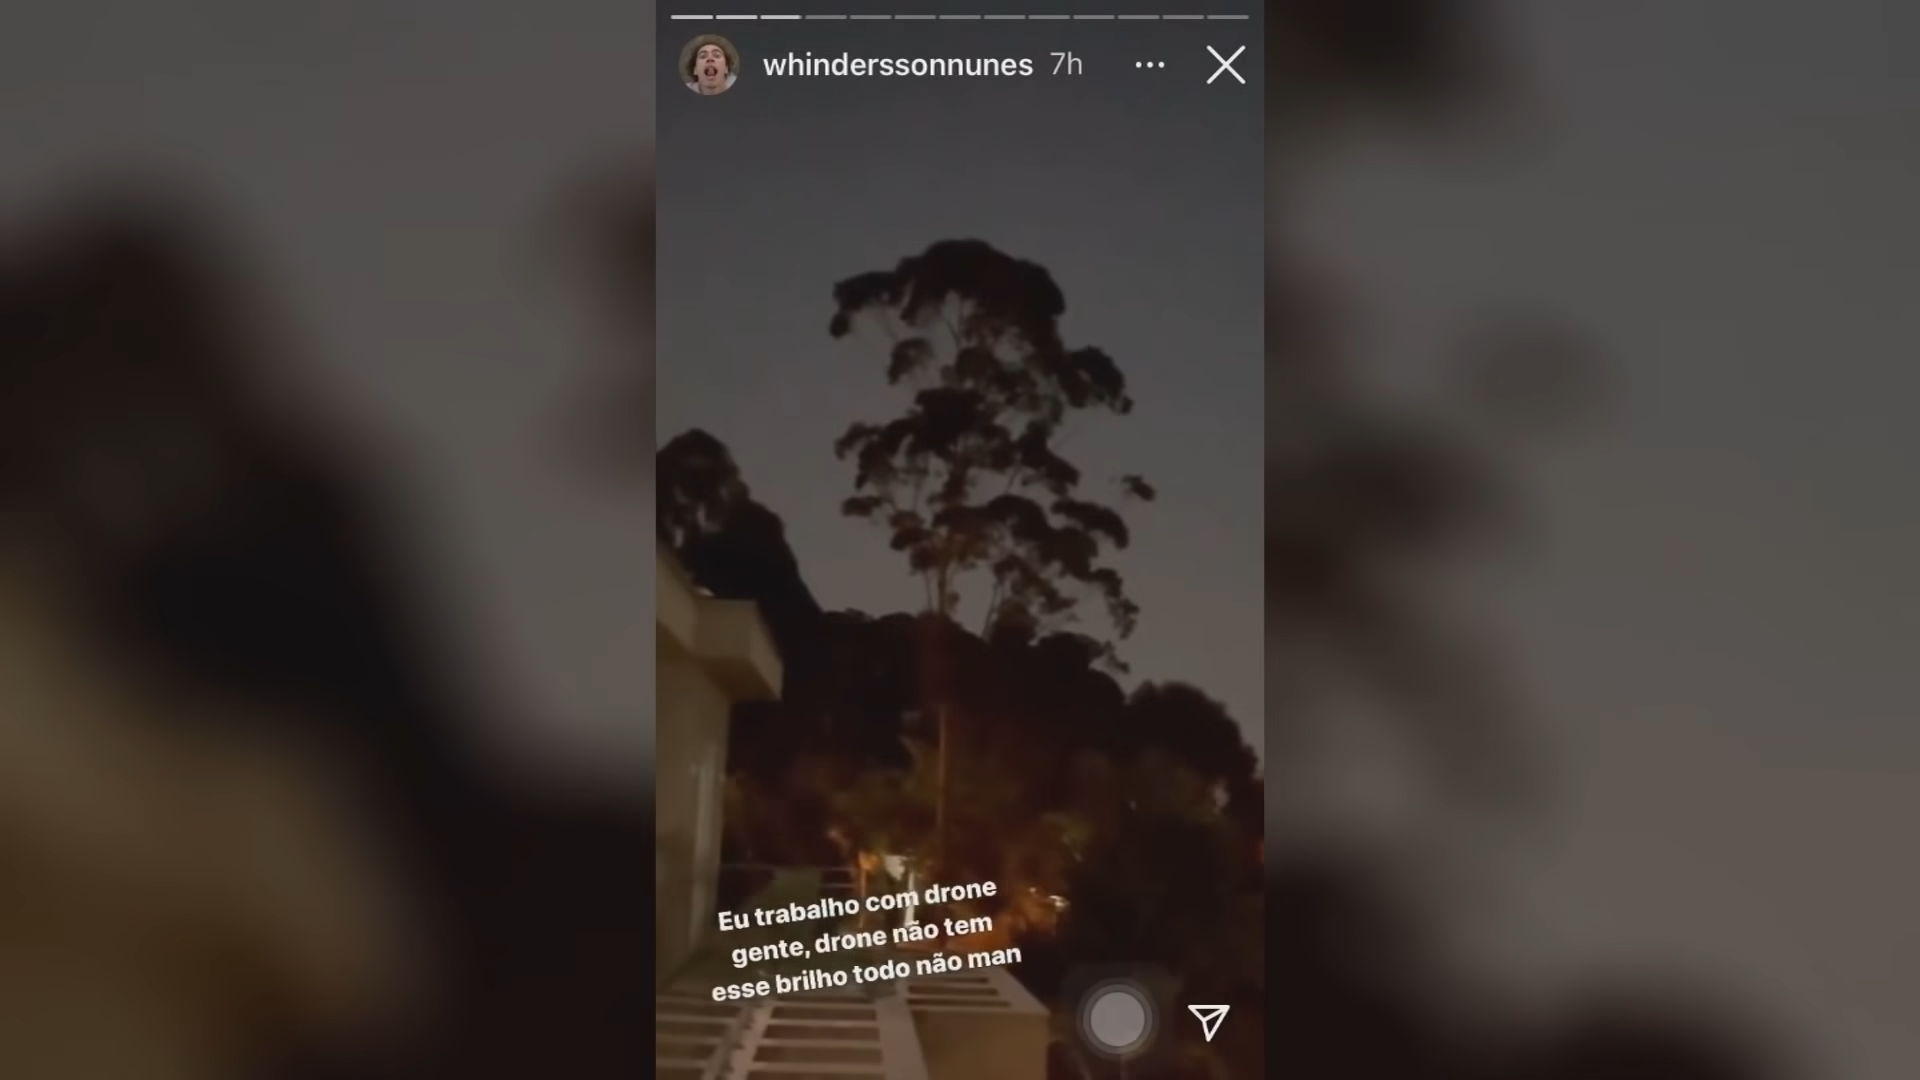 whinderssonnunes 7h
Eu trabalho com drone
gente, drone não tem
esse brilho todo não man